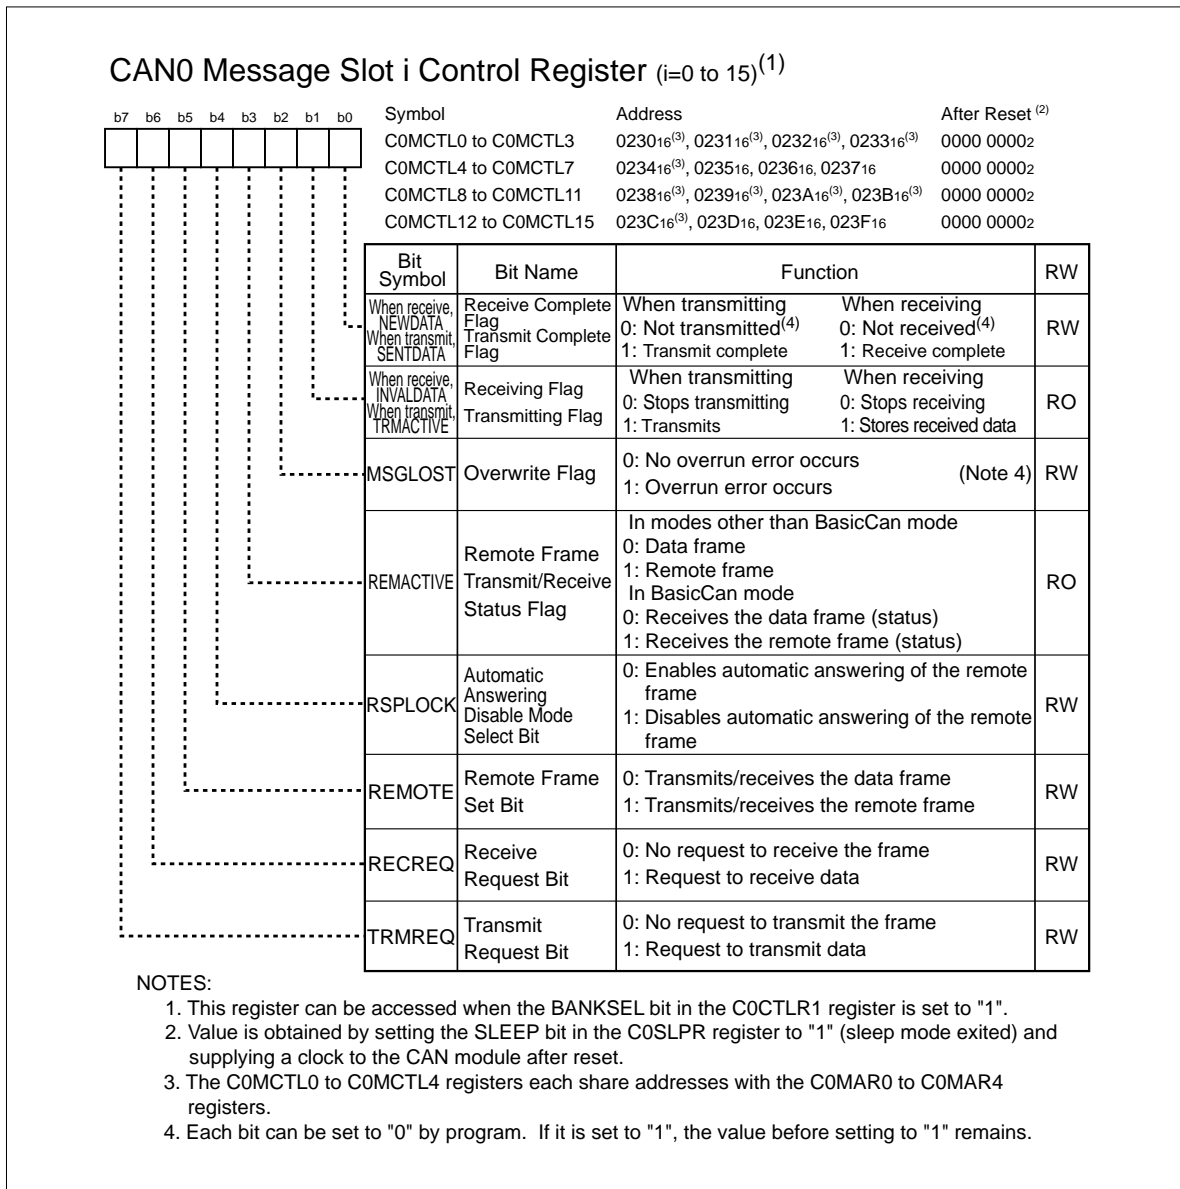 CAN0 Message Slot i Control Register (i=0 to 15)(1)
b7 b6 b5 b4 b3 b2 b1 b0
Symbol Address After Reset (2)
C0MCTL0 to C0MCTL3 023016(3), 023116(3), 023216(3), 023316(3) 0000 00002
C0MCTL4 to C0MCTL7 023416(3), 023516, 023616, 023716 0000 00002
C0MCTL8 to C0MCTL11 023816(3), 023916(3), 023A16(3), 023B16(3) 0000 00002
C0MCTL12 to C0MCTL15 023C16(3), 023D16, 023E16, 023F16 0000 00002
Bit Symbol Bit Name Function RW
When receive,
NEWDATA
When transmit,
SENTDATA
Receive Complete
Flag
Transmit Complete
Flag
When transmitting When receiving
0: Not transmitted(4) 0: Not received(4)
1: Transmit complete 1: Receive complete
RW
When receive,
INVALDATA
When transmit,
TRMACTIVE
Receiving Flag
Transmitting Flag
When transmitting When receiving
0: Stops transmitting 0: Stops receiving
1: Transmits 1: Stores received data
RO
MSGLOST
Overwrite Flag
0: No overrun error occurs
1: Overrun error occurs
(Note 4)
RW
REMACTIVE
Remote Frame
Transmit/Receive
Status Flag
In modes other than BasicCan mode
0: Data frame
1: Remote frame
In BasicCan mode
0: Receives the data frame (status)
1: Receives the remote frame (status)
RO
RSPLOCK
Automatic
Answering
Disable Mode
Select Bit
0: Enables automatic answering of the remote
frame
1: Disables automatic answering of the remote
frame
RW
REMOTE
Remote Frame
Set Bit
0: Transmits/receives the data frame
1: Transmits/receives the remote frame
RW
RECREQ
Receive
Request Bit
0: No request to receive the frame
1: Request to receive data
RW
TRMREQ
Transmit
Request Bit
0: No request to transmit the frame
1: Request to transmit data
RW
NOTES:
1. This register can be accessed when the BANKSEL bit in the C0CTLR1 register is set to "1".
2. Value is obtained by setting the SLEEP bit in the C0SLPR register to "1" (sleep mode exited) and
supplying a clock to the CAN module after reset.
3. The C0MCTL0 to C0MCTL4 registers each share addresses with the C0MAR0 to C0MAR4
registers.
4. Each bit can be set to "0" by program. If it is set to "1", the value before setting to "1" remains.